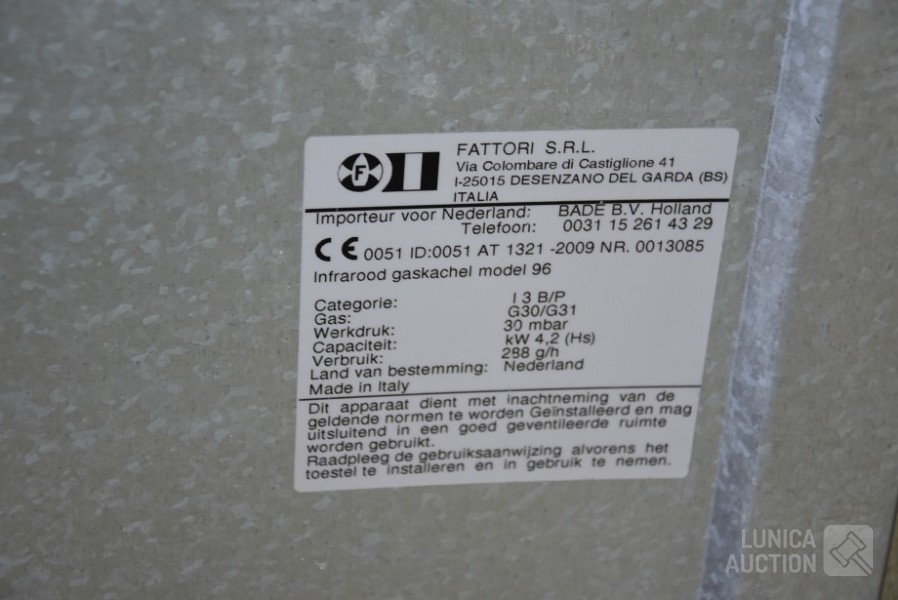 F
FATTORI S.R.L.
Via Colombare di Castiglione 41
I-25015 DESENZANO DEL GARDA (BS)
ITALIA
Importeur voor Nederland: BADÉ B.V. Holland
Telefoon: 0031 15 261 43 29
CE 0051 ID:0051 AT 1321 -2009 NR. 0013085
Infrarood gaskachel model 96
Categorie: I 3 B/P
Gas: G30/G31
Werkdruk: 30 mbar
Capaciteit: kW 4,2 (Hs)
Verbruik: 288 g/h
Land van bestemming: Nederland
Made in Italy
Dit apparaat dient met inachtneming van de
geldende normen te worden Geïnstalleerd en mag
uitsluitend in een goed geventileerde ruimte
worden gebruikt.
Raadpleeg de gebruiksaanwijzing alvorens het
toestel te installeren en in gebruik te nemen.
LUNICA
AUCTION